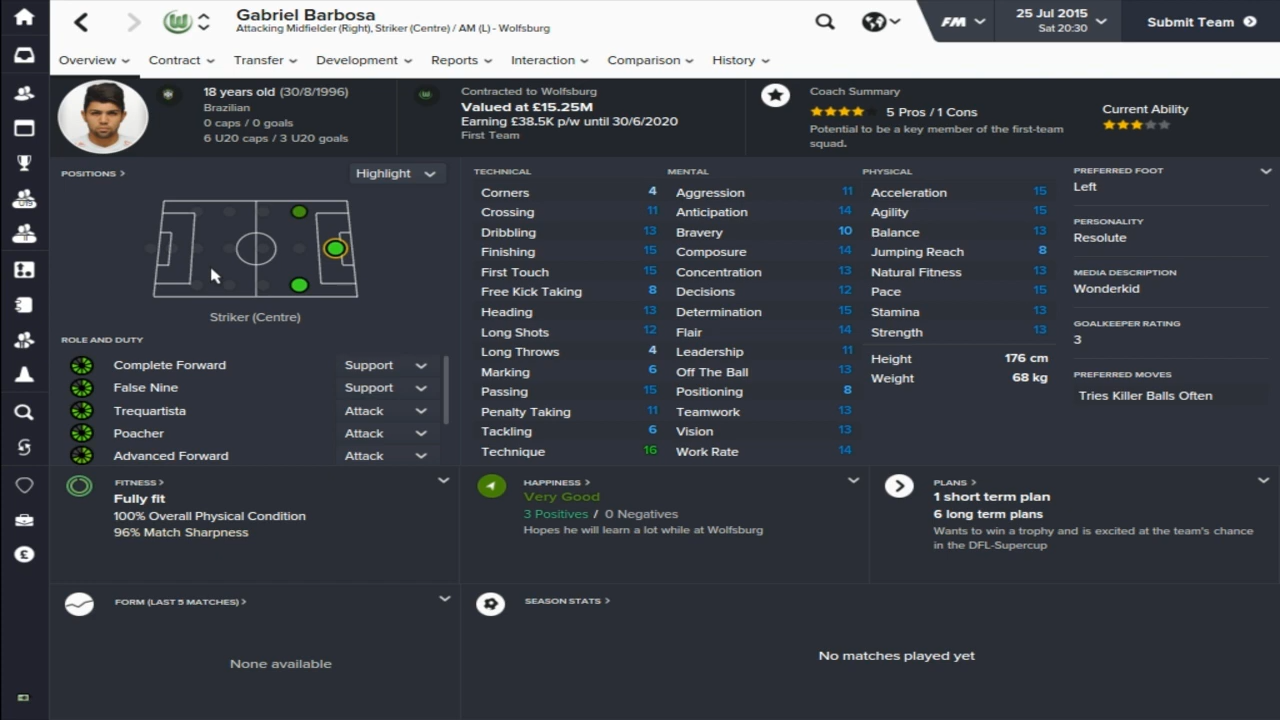 Gabriel Barbosa
Attacking Midfielder (Right), Striker (Centre) / AM (L) - Wolfsburg
FM
25 Jul 2015
Sat 20:30
Submit Team
Overview
Contract
Transfer
Development
Reports
Interaction
Comparison
History
18 years old (30/8/1996)
Brazilian
0 caps / 0 goals
6 U20 caps / 3 U20 goals
Contracted to Wolfsburg
Valued at £15.25M
Earning £38.5K p/w until 30/6/2020
First Team
Coach Summary
5 Pros / 1 Cons
Potential to be a key member of the first-team
squad.
Current Ability
POSITIONS >
Highlight
Striker (Centre)
ROLE AND DUTY
Complete Forward Support
False Nine Support
Trequartista Attack
Poacher Attack
Advanced Forward Attack
TECHNICAL
Corners 4
Crossing 11
Dribbling 13
Finishing 15
First Touch 15
Free Kick Taking 8
Heading 13
Long Shots 12
Long Throws 4
Marking 6
Passing 15
Penalty Taking 11
Tackling 6
Technique 16
MENTAL
Aggression 11
Anticipation 14
Bravery 10
Composure 14
Concentration 13
Decisions 12
Determination 15
Flair 14
Leadership 11
Off The Ball 13
Positioning 8
Teamwork 13
Vision 13
Work Rate 14
PHYSICAL
Acceleration 15
Agility 15
Balance 13
Jumping Reach 8
Natural Fitness 13
Pace 15
Stamina 13
Strength 13
Height 176 cm
Weight 68 kg
PREFERRED FOOT
Left
PERSONALITY
Resolute
MEDIA DESCRIPTION
Wonderkid
GOALKEEPER RATING
3
PREFERRED MOVES
Tries Killer Balls Often
FITNESS >
Fully fit
100% Overall Physical Condition
96% Match Sharpness
HAPPINESS >
Very Good
3 Positives / 0 Negatives
Hopes he will learn a lot while at Wolfsburg
PLANS >
1 short term plan
6 long term plans
Wants to win a trophy and is excited at the team's chance
in the DFL-Supercup
FORM (LAST 5 MATCHES) >
None available
SEASON STATS >
No matches played yet